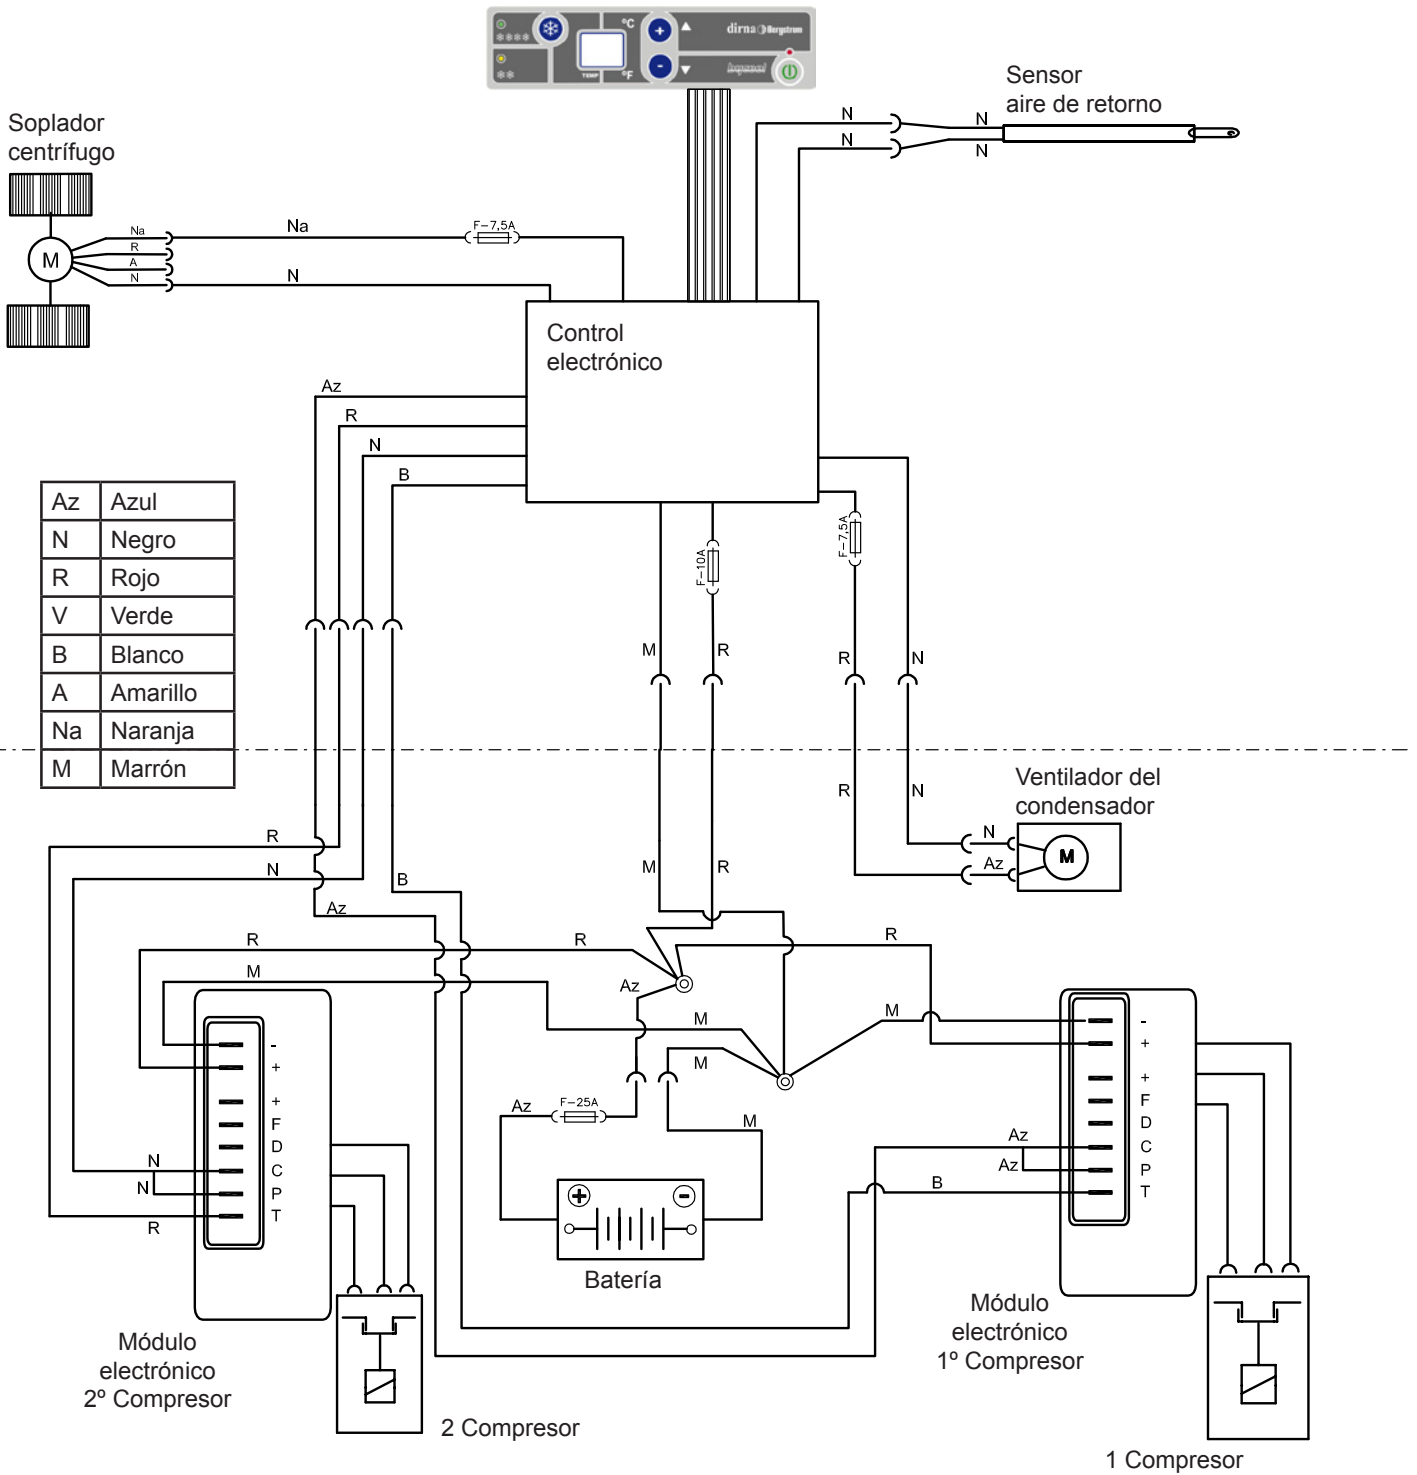 °C
dirna Bergstrom
TEMP
°F
Sensor
aire de retorno
N
N
N
N
Soplador
centrífugo
Na
R
A
N
M
Na
F-7,5A
N
Control
electrónico
Az
R
N
B
Az Azul
N Negro
R Rojo
V Verde
B Blanco
A Amarillo
Na Naranja
M Marrón
F-10A
F-7,5A
M
R
R
N
R
N
Ventilador del
condensador
N
Az
M
R
N
B
Az
M
R
R
M
R
Az
R
M
M
M
-
+
+
F
D
C
P
T
N
N
R
Az
F-25A
M
+
-
Batería
Az
Az
B
-
+
+
F
D
C
P
T
Módulo
electrónico
2º Compresor
2 Compresor
Módulo
electrónico
1º Compresor
1 Compresor